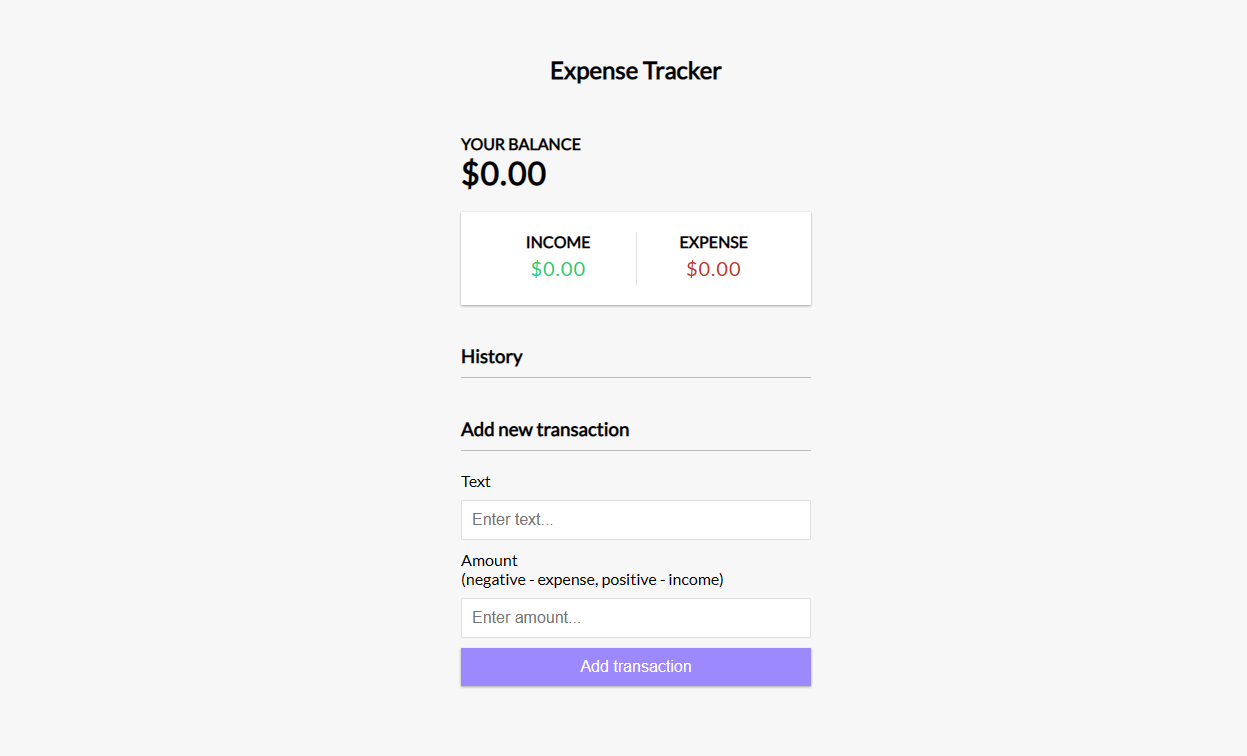 Expense Tracker
YOUR BALANCE
$0.00
INCOME EXPENSE
$0.00 $0.00
History
Add new transaction
Text
Enter text...
Amount
(negative - expense, positive - income)
Enter amount...
Add transaction